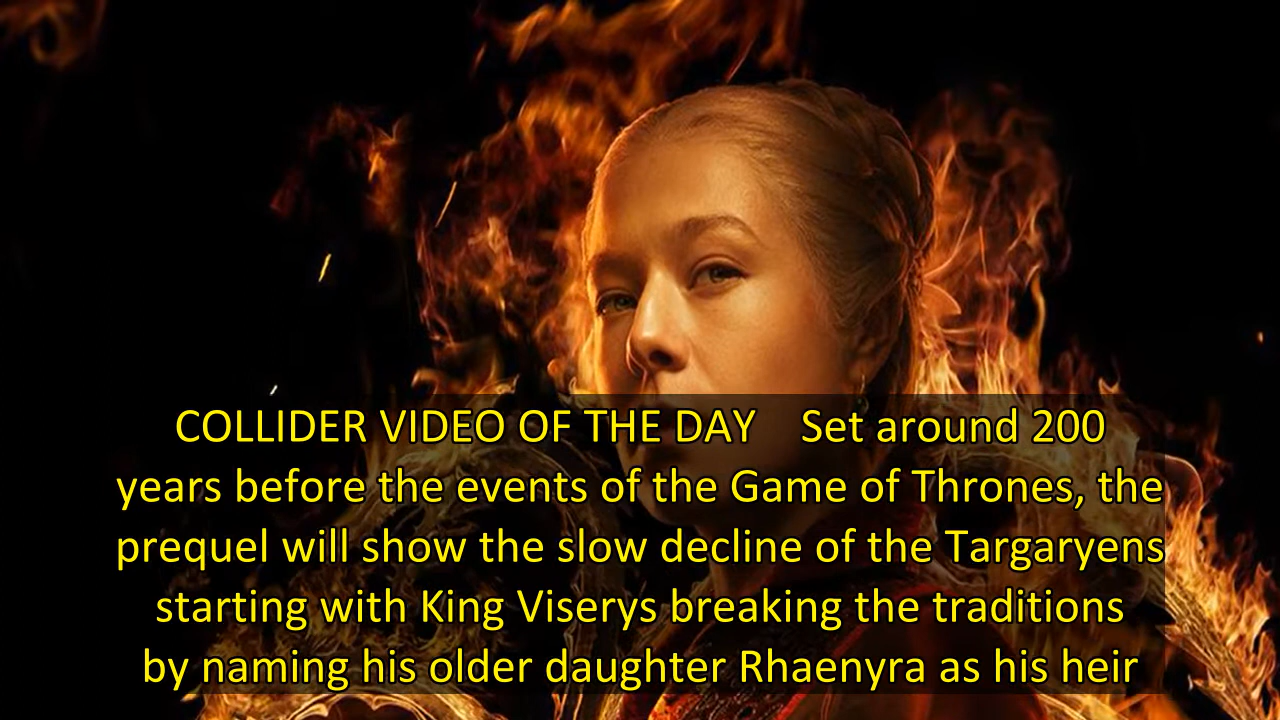 COLLIDER VIDEO OF THE DAY    Set around 200
years before the events of the Game of Thrones, the
prequel will show the slow decline of the Targaryens
starting with King Viserys breaking the traditions
by naming his older daughter Rhaenyra as his heir